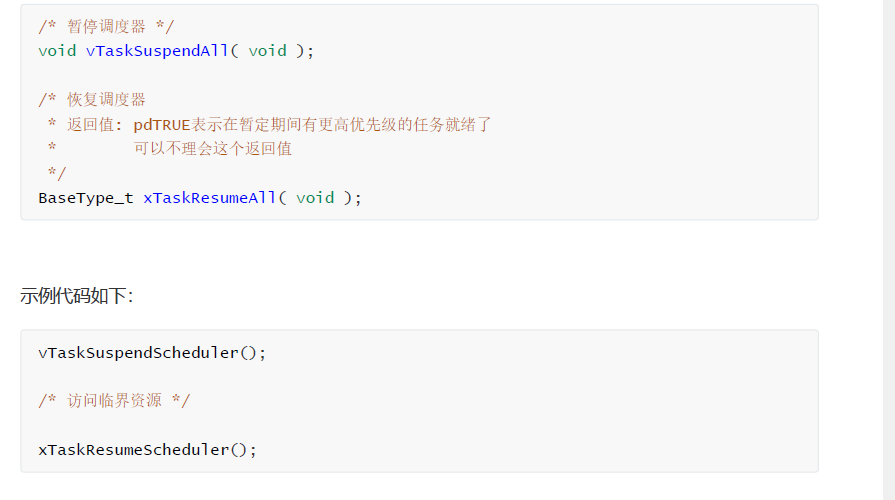 /* 暂停调度器 */
void vTaskSuspendAll( void );
/* 恢复调度器
* 返回值: pdTRUE表示在暂定期间有更高优先级的任务就绪了
* 可以不理会这个返回值
*/
BaseType_t xTaskResumeAll( void );
示例代码如下：
vTaskSuspendScheduler();
/* 访问临界资源 */
xTaskResumeScheduler();